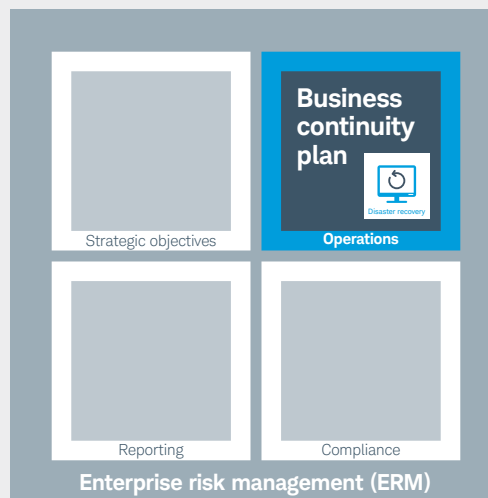 Business
continuity
plan
Disaster recovery
Strategic objectives
Operations
Reporting
Compliance
Enterprise risk management (ERM)